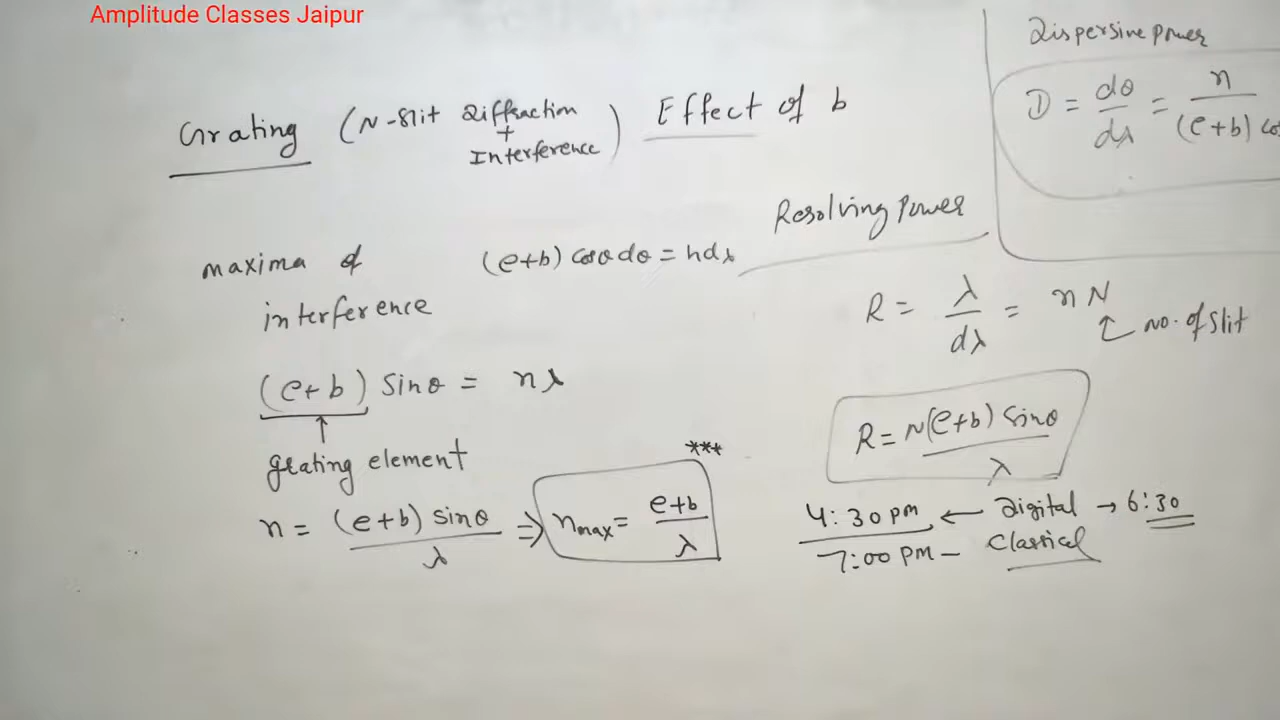 Amplitude Classes Jaipur
Grating (N-Slit Diffraction + Interference) Effect of b
Dispersive power
D = dθ/dλ = n/(e+b) cos
Resolving Power
maxima of interference
(e+b) cosθ dθ = ndλ
R = λ/dλ = nN
↑ no. of slit
(e+b) sinθ = nλ
↑
grating element
R = N(e+b) sinθ/λ
n = (e+b) sinθ/λ ⇒ nmax = e+b/λ
***
4:30 pm ← Digital → 6:30
7:00 PM - Classical